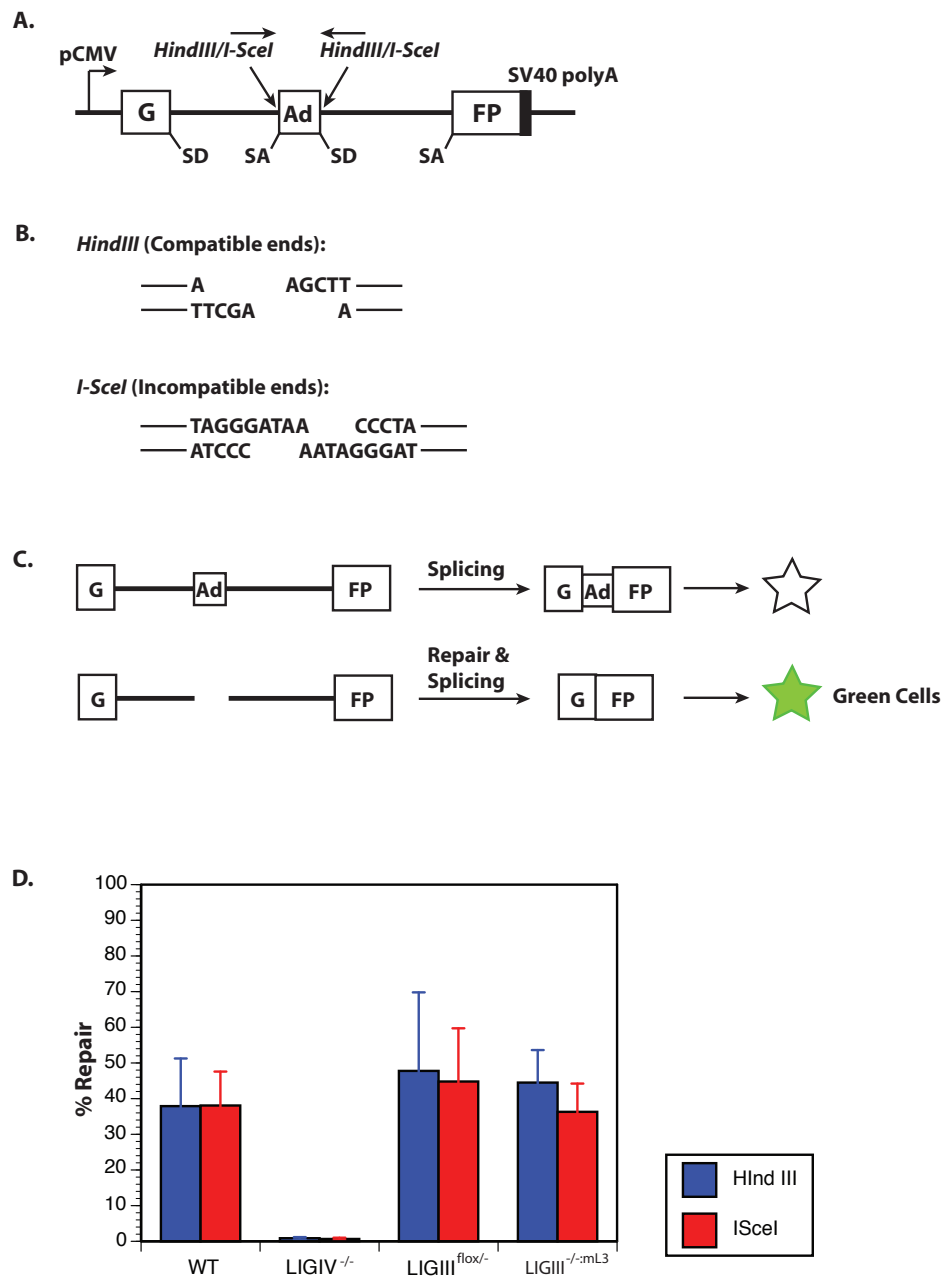 A.
HindIII/I-SceI HindIII/I-SceI
pCMV
SV40 polyA
G Ad FP
SD SA SD SA
B.
HindIII (Compatible ends):
A AGCTT
TTCGA A
I-SceI (Incompatible ends):
TAGGGATAA CCCTA
ATCCC AATAGGGAT
C.
G Ad FP Splicing G Ad FP
Repair &
Splicing
G FP G FP Green Cells
D.
% Repair
100
90
80
70
60
50
40
30
20
10
0
WT LIGIV -/- LIGIII flox/- LIGIII -/-:mL3
HInd III
ISceI